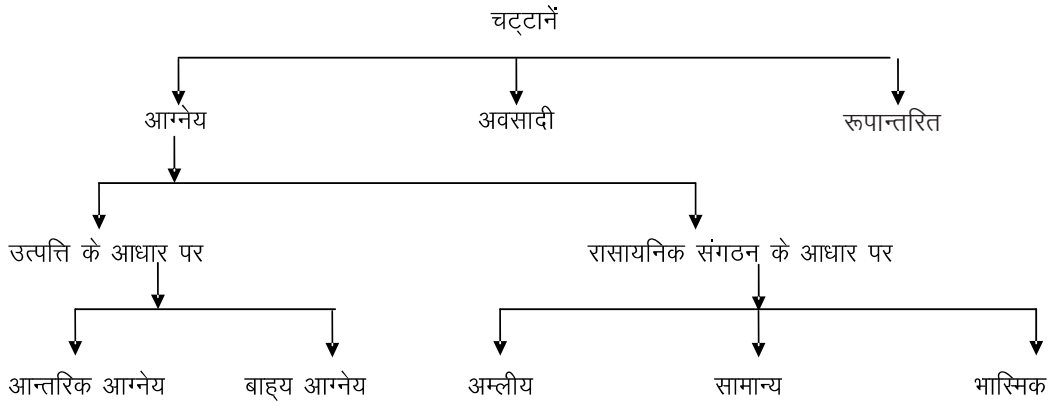 चट्टानें
आग्नेय अवसादी रूपान्तरित
उत्पत्ति के आधार पर रासायनिक संगठन के आधार पर
आन्तरिक आग्नेय बाह्य आग्नेय अम्लीय सामान्य भास्मिक